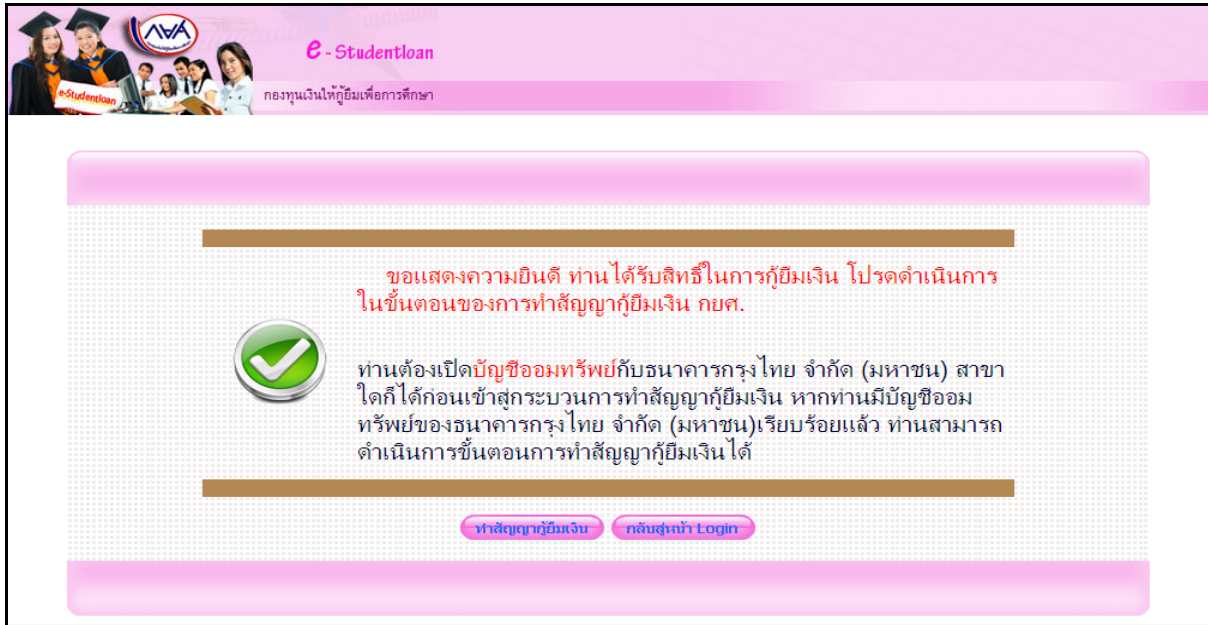 กยศ
e - Studentloan
e-Studentloan
กองทุนเงินให้กู้ยืมเพื่อการศึกษา
ขอแสดงความยินดี ท่านได้รับสิทธิ์ในการกู้ยืมเงิน โปรดดำเนินการ
ในขั้นตอนของการทำสัญญากู้ยืมเงิน กยศ.
ท่านต้องเปิดบัญชีออมทรัพย์กับธนาคารกรุงไทย จำกัด (มหาชน) สาขา
ใดก็ได้ก่อนเข้าสู่กระบวนการทำสัญญากู้ยืมเงิน หากท่านมีบัญชีออม
ทรัพย์ของธนาคารกรุงไทย จำกัด (มหาชน)เรียบร้อยแล้ว ท่านสามารถ
ดำเนินการขั้นตอนการทำสัญญากู้ยืมเงินได้
ทำสัญญากู้ยืมเงิน กลับสู่หน้า Login